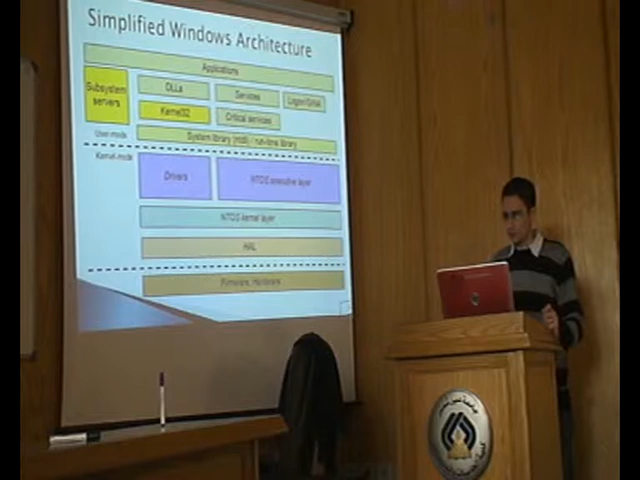 Simplified Windows Architecture
Applications
Subsystem
servers
DLLs
Services
Logon/GINA
Kernel32
Critical services
User-mode
System library (ntdll) / run-time library
Kernel-mode
Drivers
NTOS executive layer
NTOS kernel layer
HAL
Firmware, Hardware